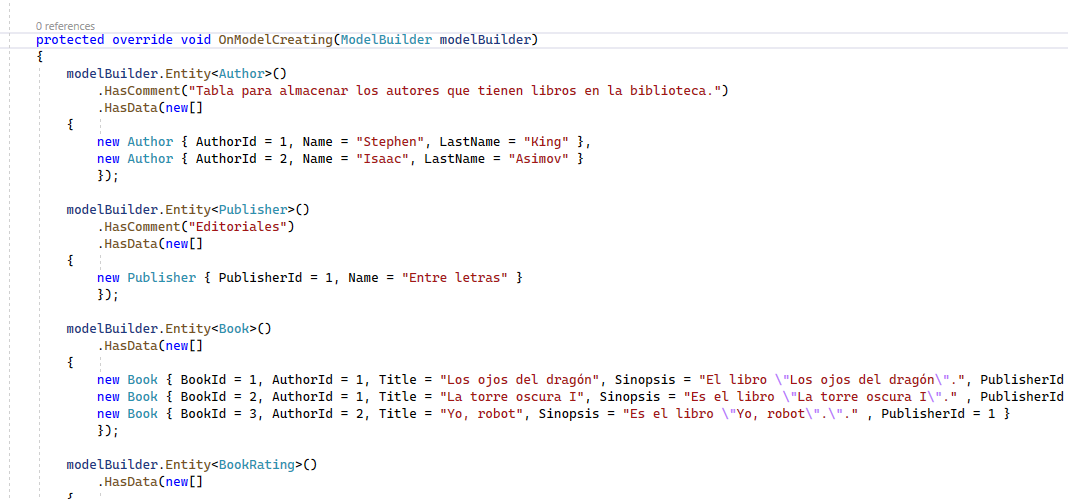 0 references
protected override void OnModelCreating(ModelBuilder modelBuilder)
{
modelBuilder.Entity<Author>()
.HasComment("Tabla para almacenar los autores que tienen libros en la biblioteca.")
.HasData(new[]
{
new Author { AuthorId = 1, Name = "Stephen", LastName = "King" },
new Author { AuthorId = 2, Name = "Isaac", LastName = "Asimov" }
});
modelBuilder.Entity<Publisher>()
.HasComment("Editoriales")
.HasData(new[]
{
new Publisher { PublisherId = 1, Name = "Entre letras" }
});
modelBuilder.Entity<Book>()
.HasData(new[]
{
new Book { BookId = 1, AuthorId = 1, Title = "Los ojos del dragón", Sinopsis = "El libro \"Los ojos del dragón\".", PublisherId
new Book { BookId = 2, AuthorId = 1, Title = "La torre oscura I", Sinopsis = "Es el libro \"La torre oscura I\"." , PublisherId
new Book { BookId = 3, AuthorId = 2, Title = "Yo, robot", Sinopsis = "Es el libro \"Yo, robot\".\"." , PublisherId = 1 }
});
modelBuilder.Entity<BookRating>()
.HasData(new[]
{